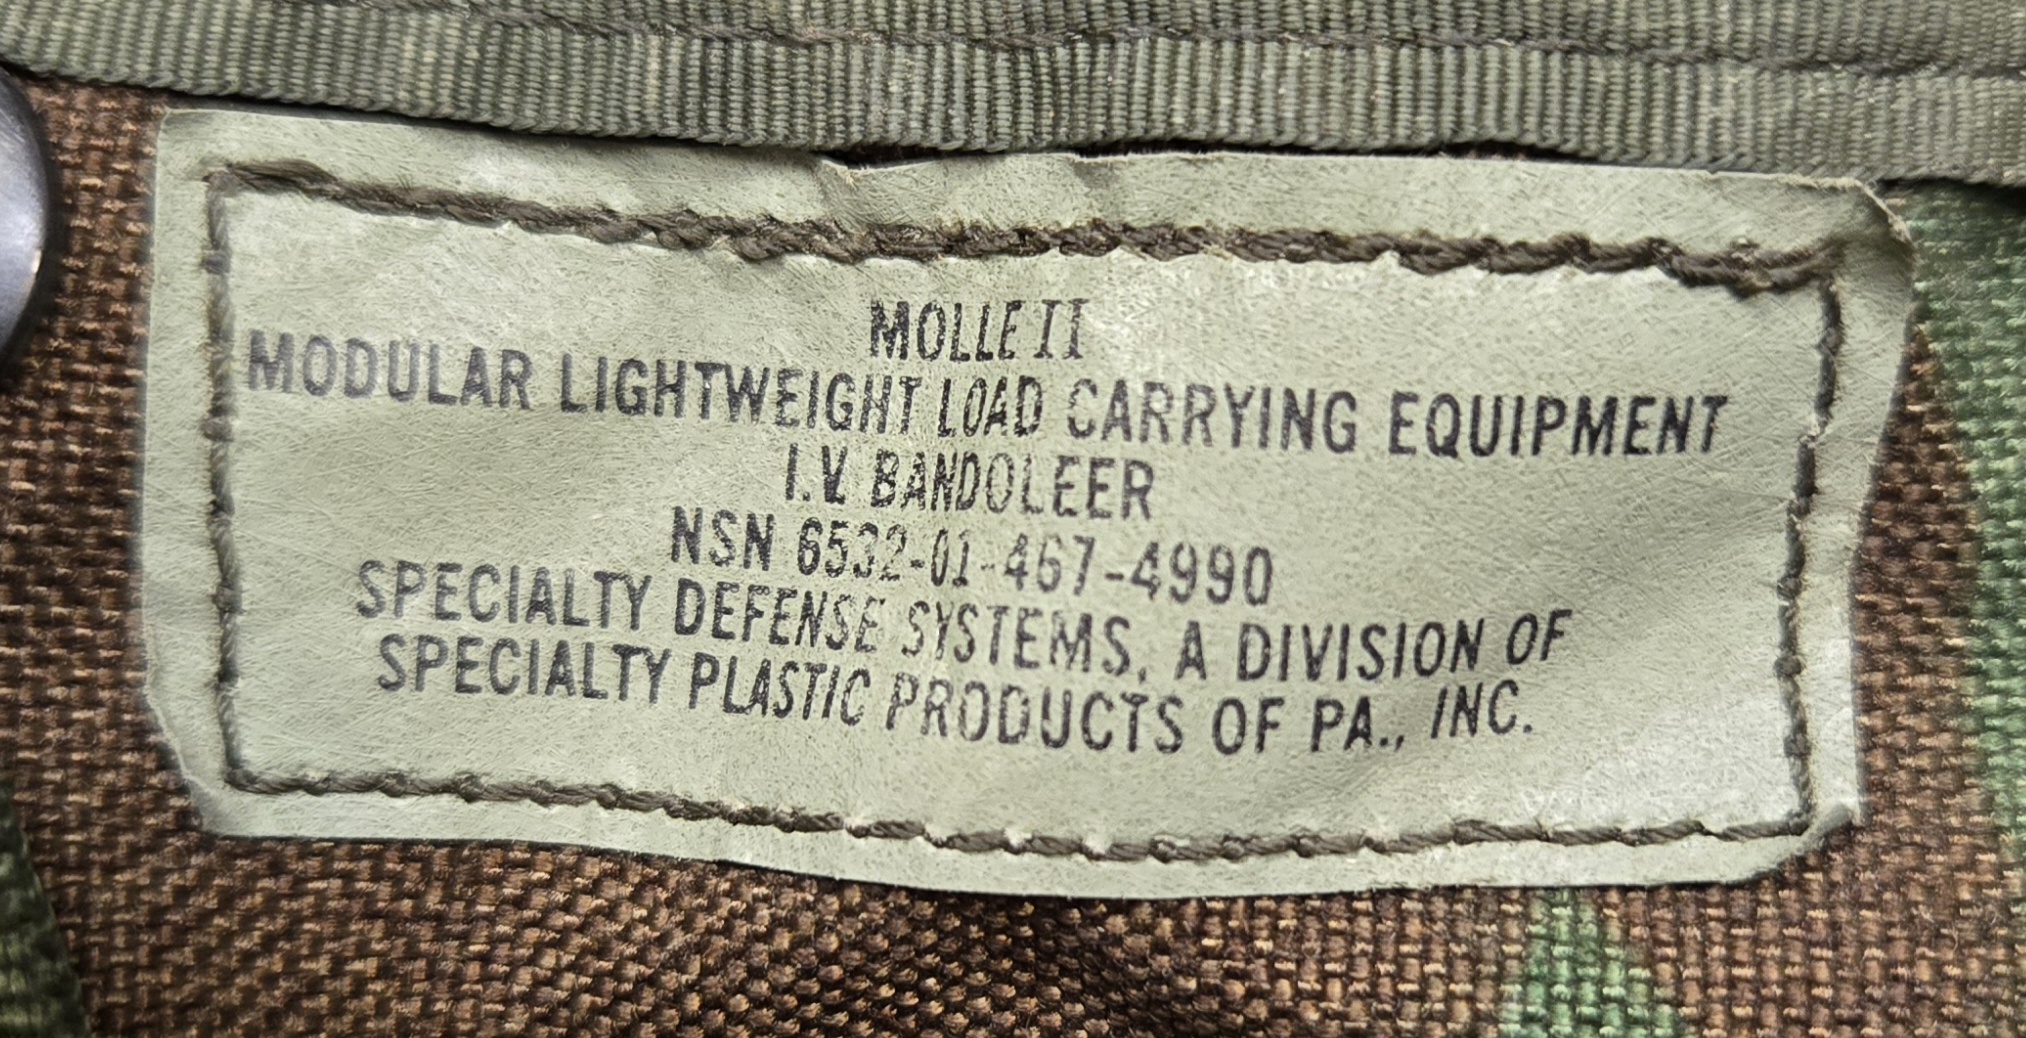 MOLLE II
MODULAR LIGHTWEIGHT LOAD CARRYING EQUIPMENT
I.V. BANDOLEER
NSN 6532-01-467-4990
SPECIALTY DEFENSE SYSTEMS, A DIVISION OF
SPECIALTY PLASTIC PRODUCTS OF PA., INC.